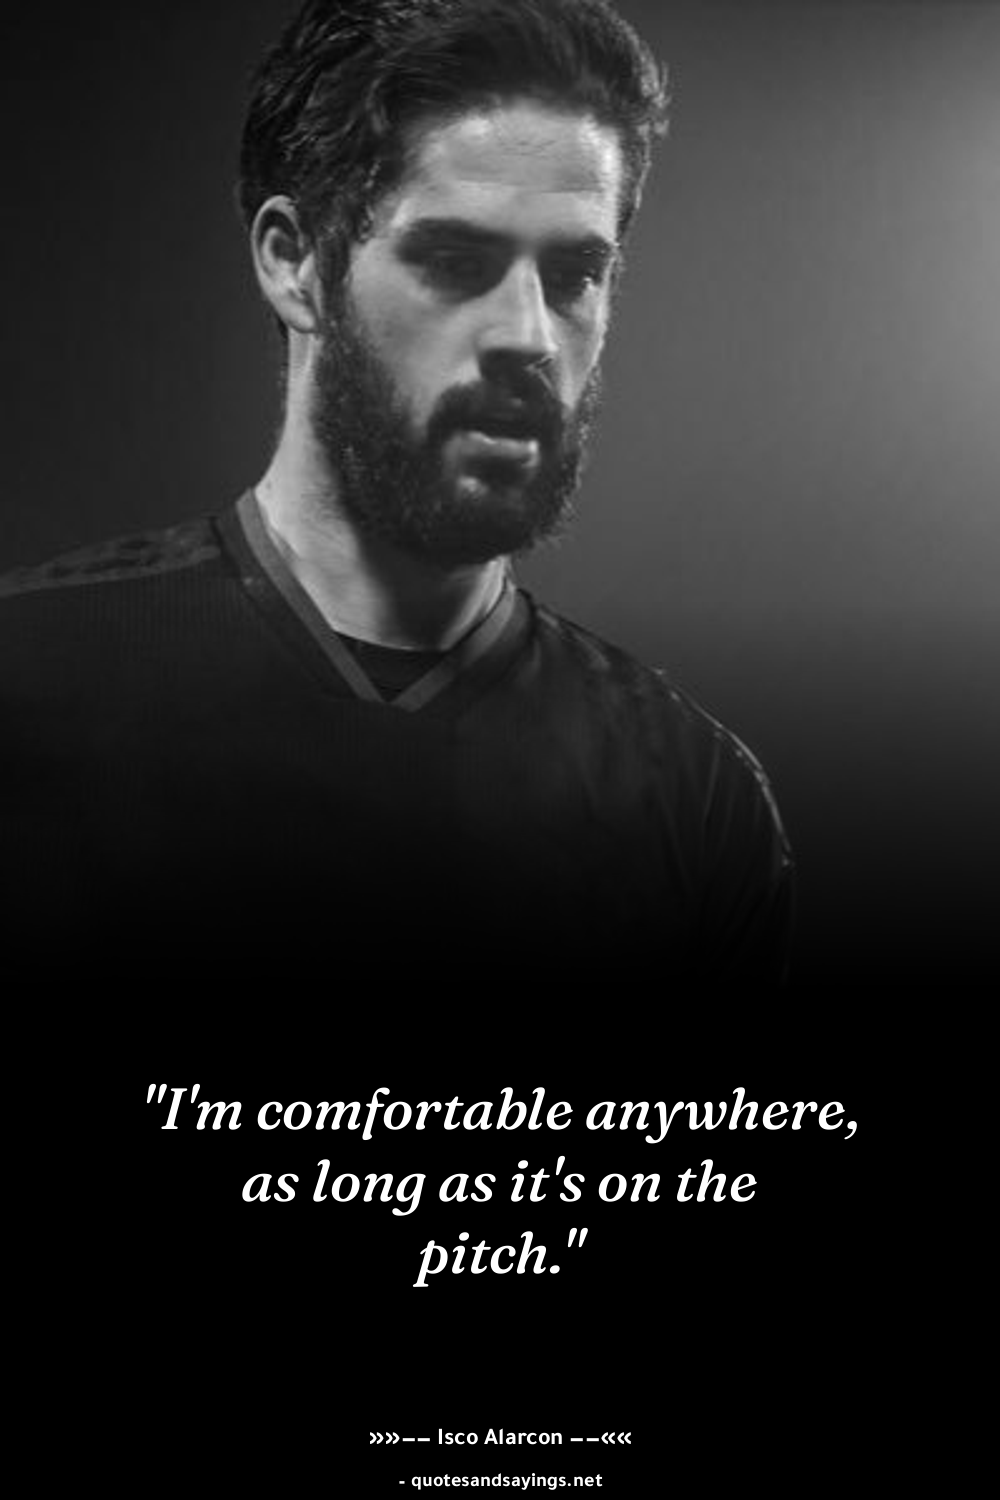 "I'm comfortable anywhere,
as long as it's on the
pitch."
»»–– Isco Alarcon ––««
- quotesandsayings.net